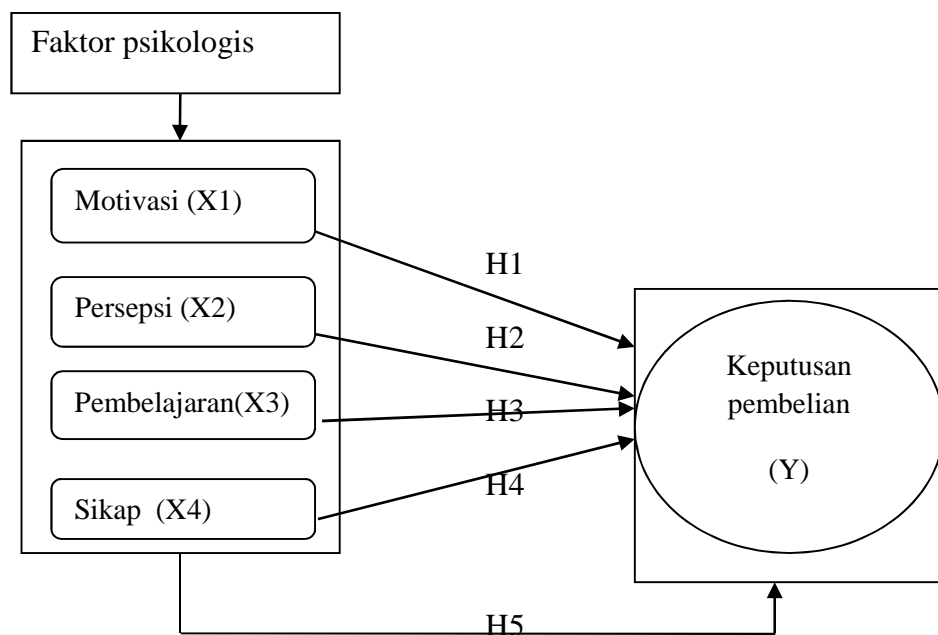 Faktor psikologis
Motivasi (X1)
Persepsi (X2)
Pembelajaran(X3)
Sikap (X4)
H1
H2
H3
H4
H5
Keputusan
pembelian
(Y)